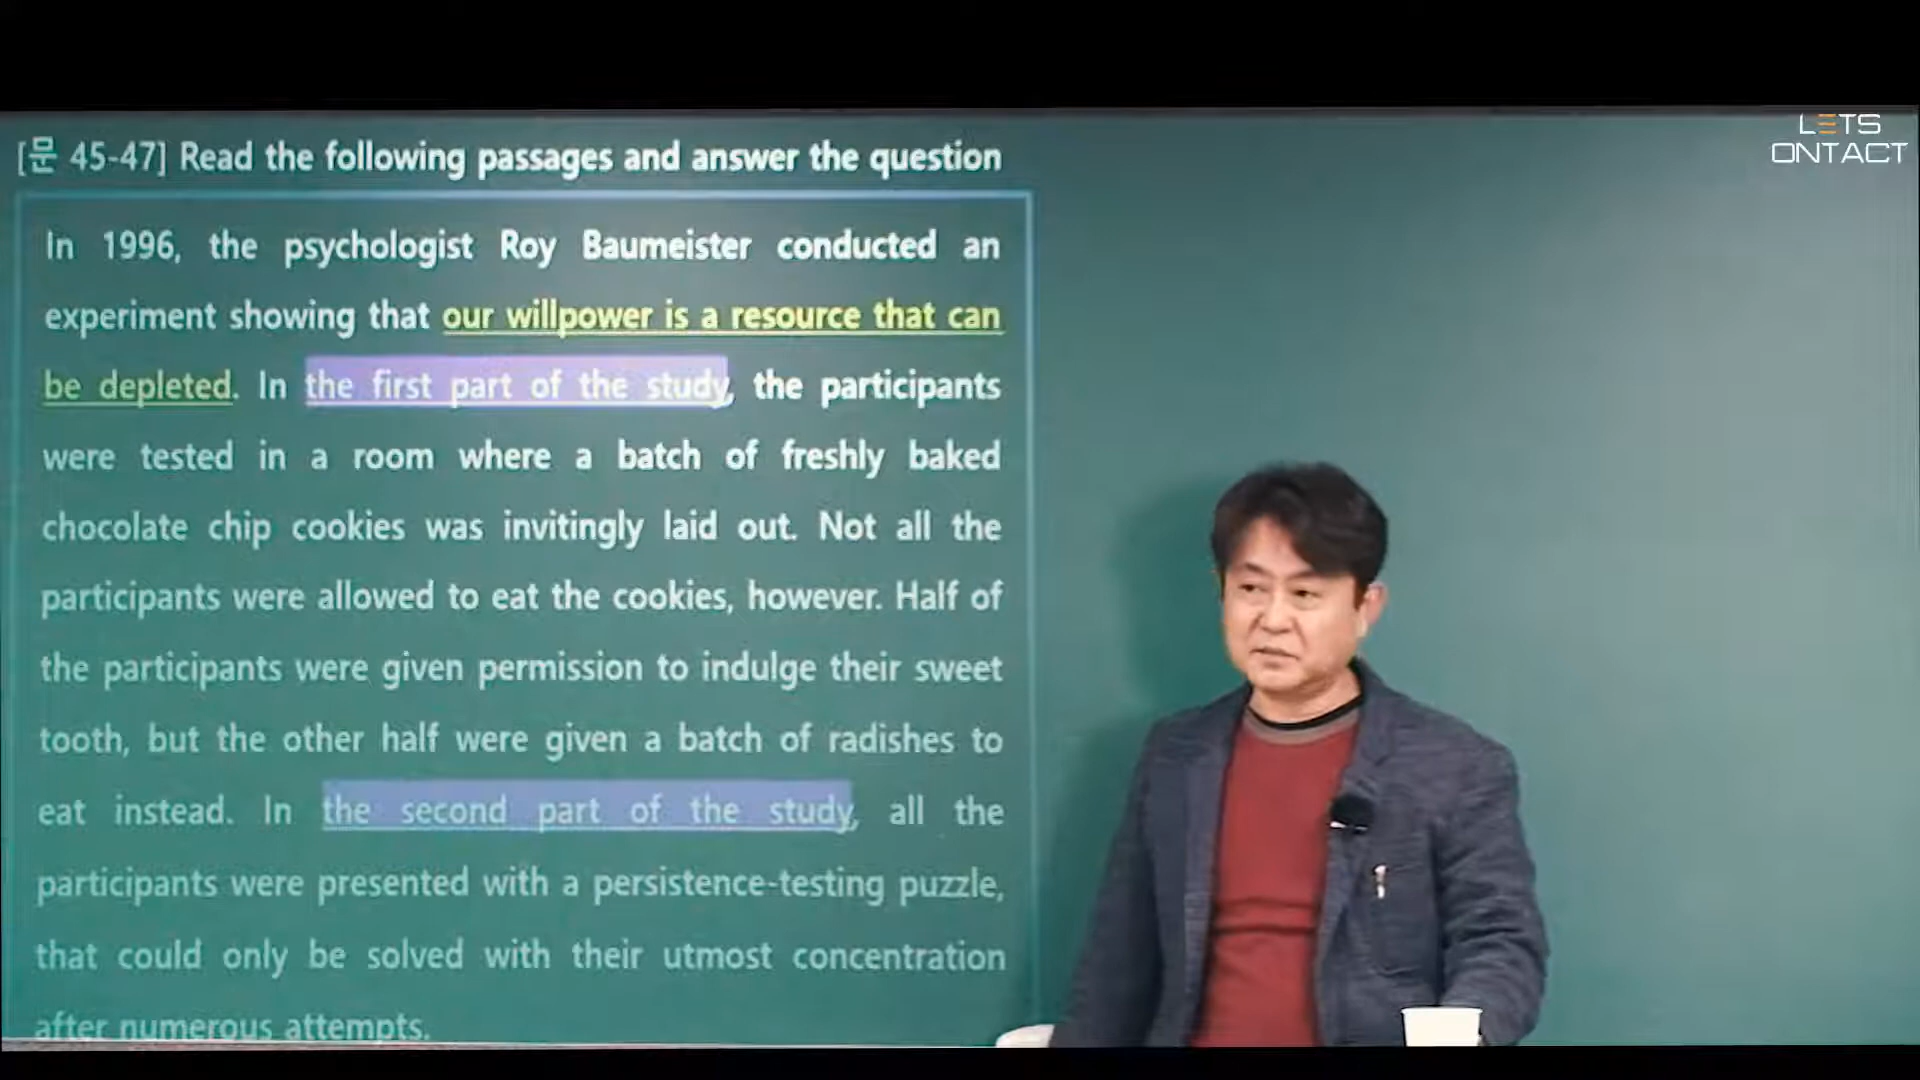 LETS
ONTACT
[문 45-47] Read the following passages and answer the question
In 1996, the psychologist Roy Baumeister conducted an
experiment showing that our willpower is a resource that can
be depleted. In the first part of the study, the participants
were tested in a room where a batch of freshly baked
chocolate chip cookies was invitingly laid out. Not all the
participants were allowed to eat the cookies, however. Half of
the participants were given permission to indulge their sweet
tooth, but the other half were given a batch of radishes to
eat instead. In the second part of the study, all the
participants were presented with a persistence-testing puzzle,
that could only be solved with their utmost concentration
after numerous attempts.